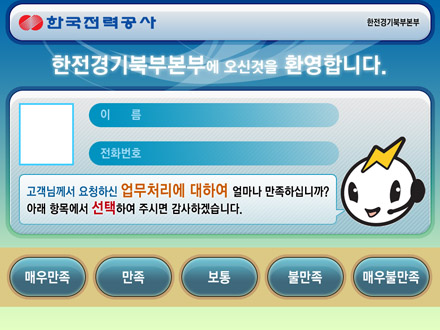 한국전력공사
한전경기북부본부
한전경기북부본부에 오신것을 환영합니다.
이 름
전화번호
고객님께서 요청하신 업무처리에 대하여 얼마나 만족하십니까?
아래 항목에서 선택하여 주시면 감사하겠습니다.
매우만족 만족 보통 불만족 매우불만족